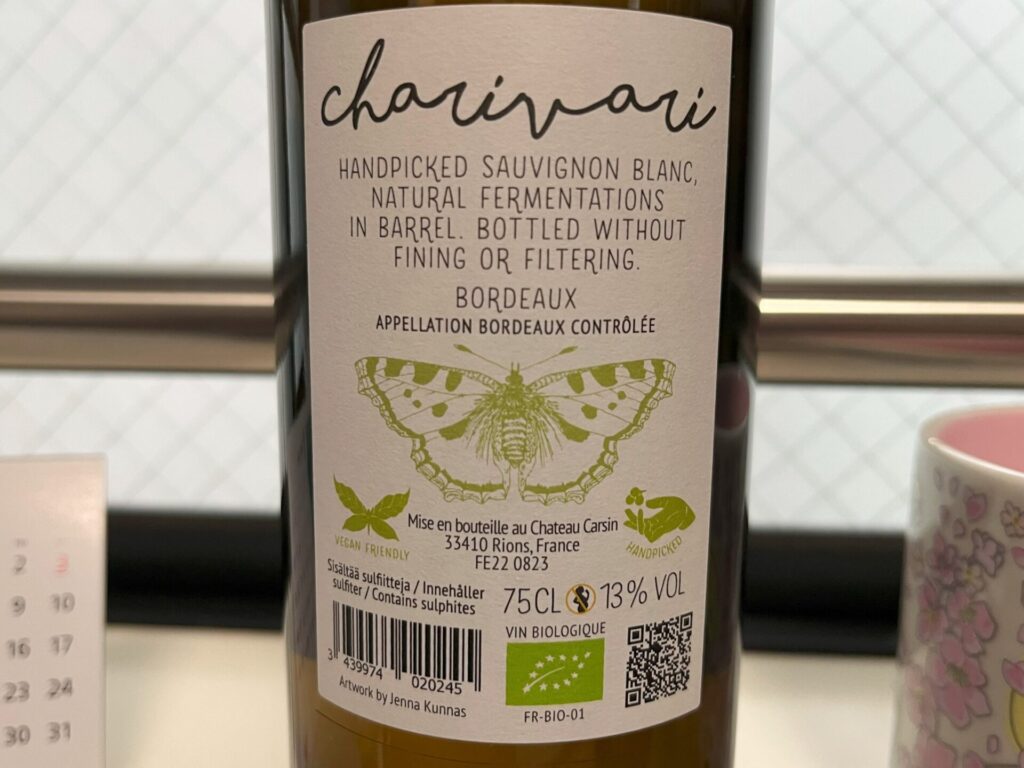 charivari
HANDPICKED SAUVIGNON BLANC,
NATURAL FERMENTATIONS
IN BARREL. BOTTLED WITHOUT
FINING OR FILTERING.
BORDEAUX
APPELLATION BORDEAUX CONTRÔLÉE
VEGAN FRIENDLY
Mise en bouteille au Chateau Carsin
33410 Rions, France
FE22 0823
HANDPICKED
Sisältää sulfiitteja / Innehåller
sulfiter / Contains sulphites
75CL 13% VOL
VIN BIOLOGIQUE
3 439974 020245
Artwork by Jenna Kunnas
FR-BIO-01
2 3
9 10
16 17
23 24
30 31